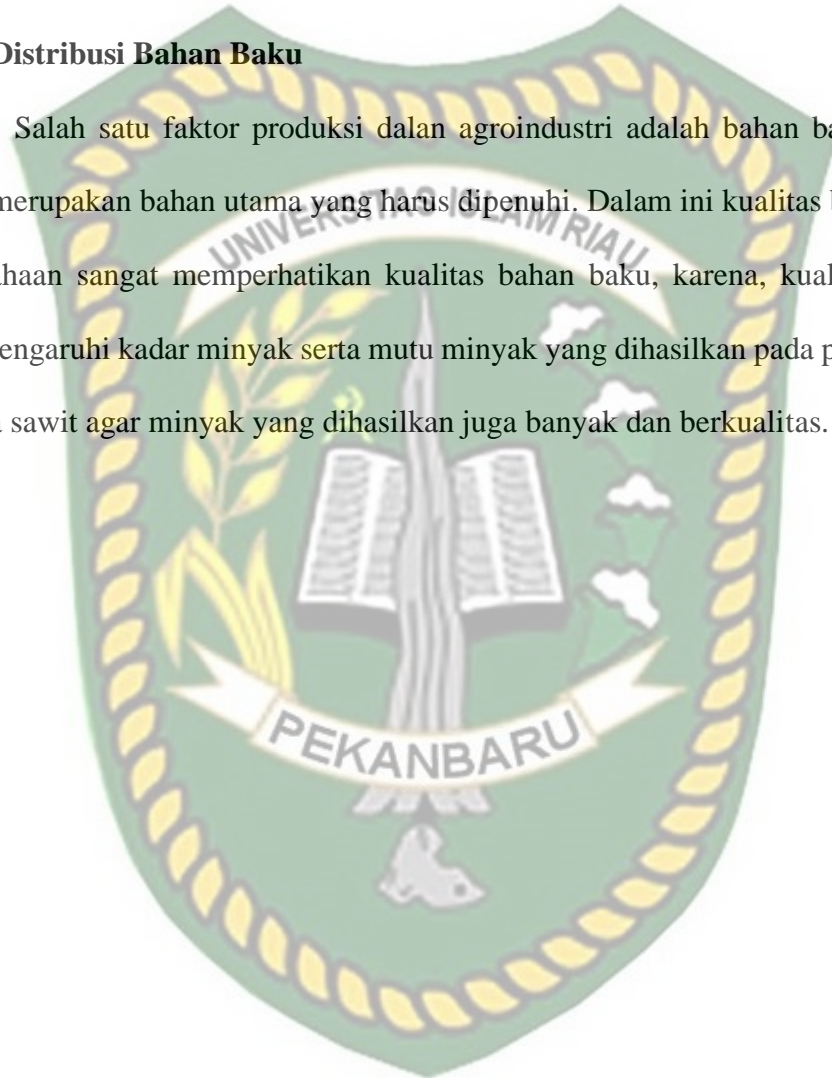 Distribusi Bahan Baku
Salah satu faktor produksi dalan agroindustri adalah bahan ba
merupakan bahan utama yang harus dipenuhi. Dalam ini kualitas b
haan sangat memperhatikan kualitas bahan baku, karena, kual
engaruhi kadar minyak serta mutu minyak yang dihasilkan pada p
sawit agar minyak yang dihasilkan juga banyak dan berkualitas.
UNIVERSITAS ISLAM RIAU
PEKANBARU